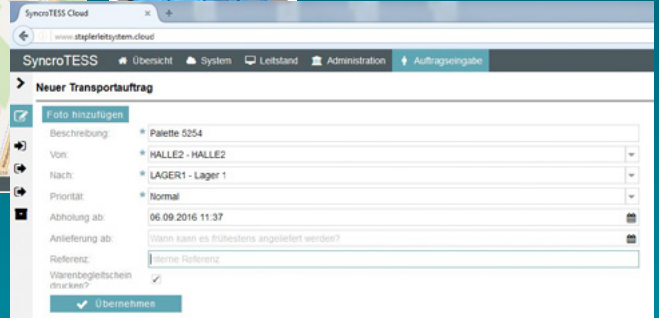 SyncroTESS Cloud
www.staplerleitsystem.cloud
SyncroTESS Übersicht System Leitstand Administration Auftragseingabe
Neuer Transportauftrag
Foto hinzufügen
Beschreibung: * Palette 5254
Von: * HALLE2 - HALLE2
Nach: * LAGER1 - Lager 1
Priorität * Normal
Abholung ab: 06.09.2016 11:37
Anlieferung ab: Wann kann es frühestens angeliefert werden?
Referenz: Interne Referenz
Warenbegleitschein
drucken?
Übernehmen